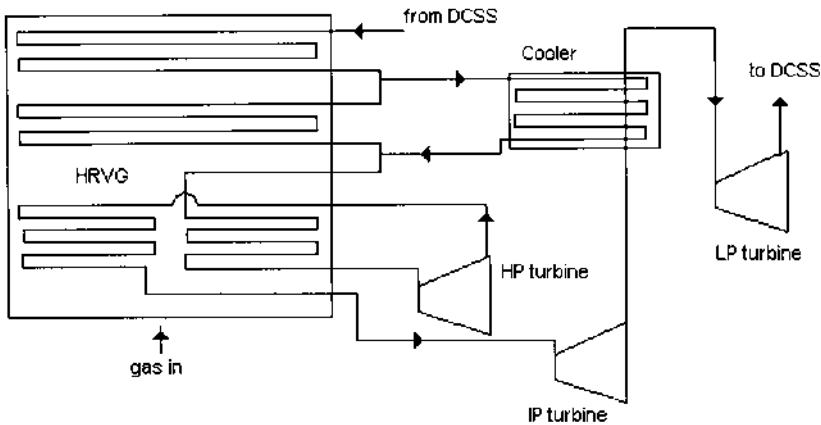 from DCSS
Cooler
to DCSS
HRVG
LP turbine
HP turbine
gas in
IP turbine